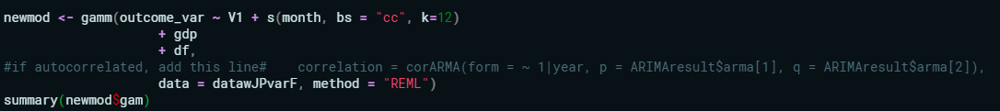 newmod <- gamm(outcome_var ~ V1 + s(month, bs = "cc", k=12)
+ gdp
+ df,
#if autocorrelated, add this line# correlation = corARMA(form = ~ 1|year, p = ARIMAresult$arma[1], q = ARIMAresult$arma[2]),
data = datawJPvarF, method = "REML")
summary(newmod$gam)